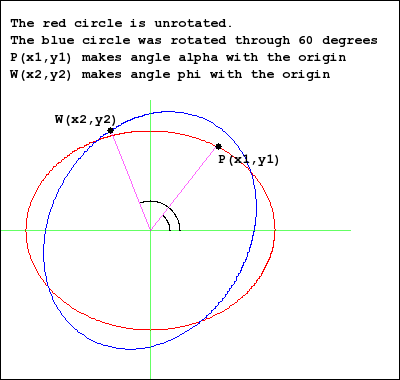 The red circle is unrotated.
The blue circle was rotated through 60 degrees
P(x1,y1) makes angle alpha with the origin
W(x2,y2) makes angle phi with the origin
W(x2,y2)
P(x1,y1)